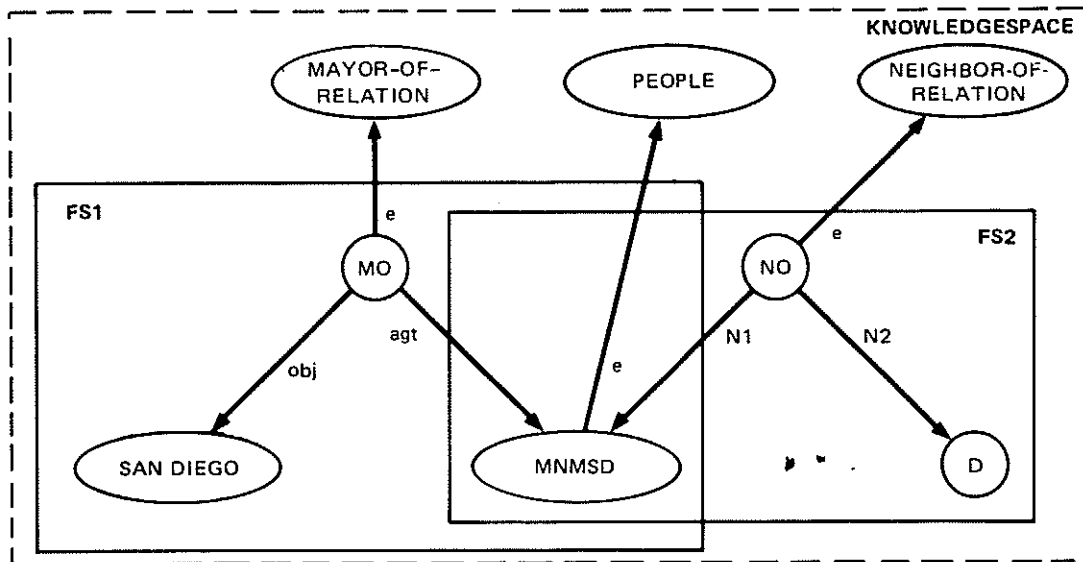 KNOWLEDGESPACE
MAYOR-OF-
RELATION
PEOPLE
NEIGHBOR-OF-
RELATION
FS1
e
e
FS2
MO
NO
agt
N1
N2
obj
e
SAN DIEGO
MNMSD
D